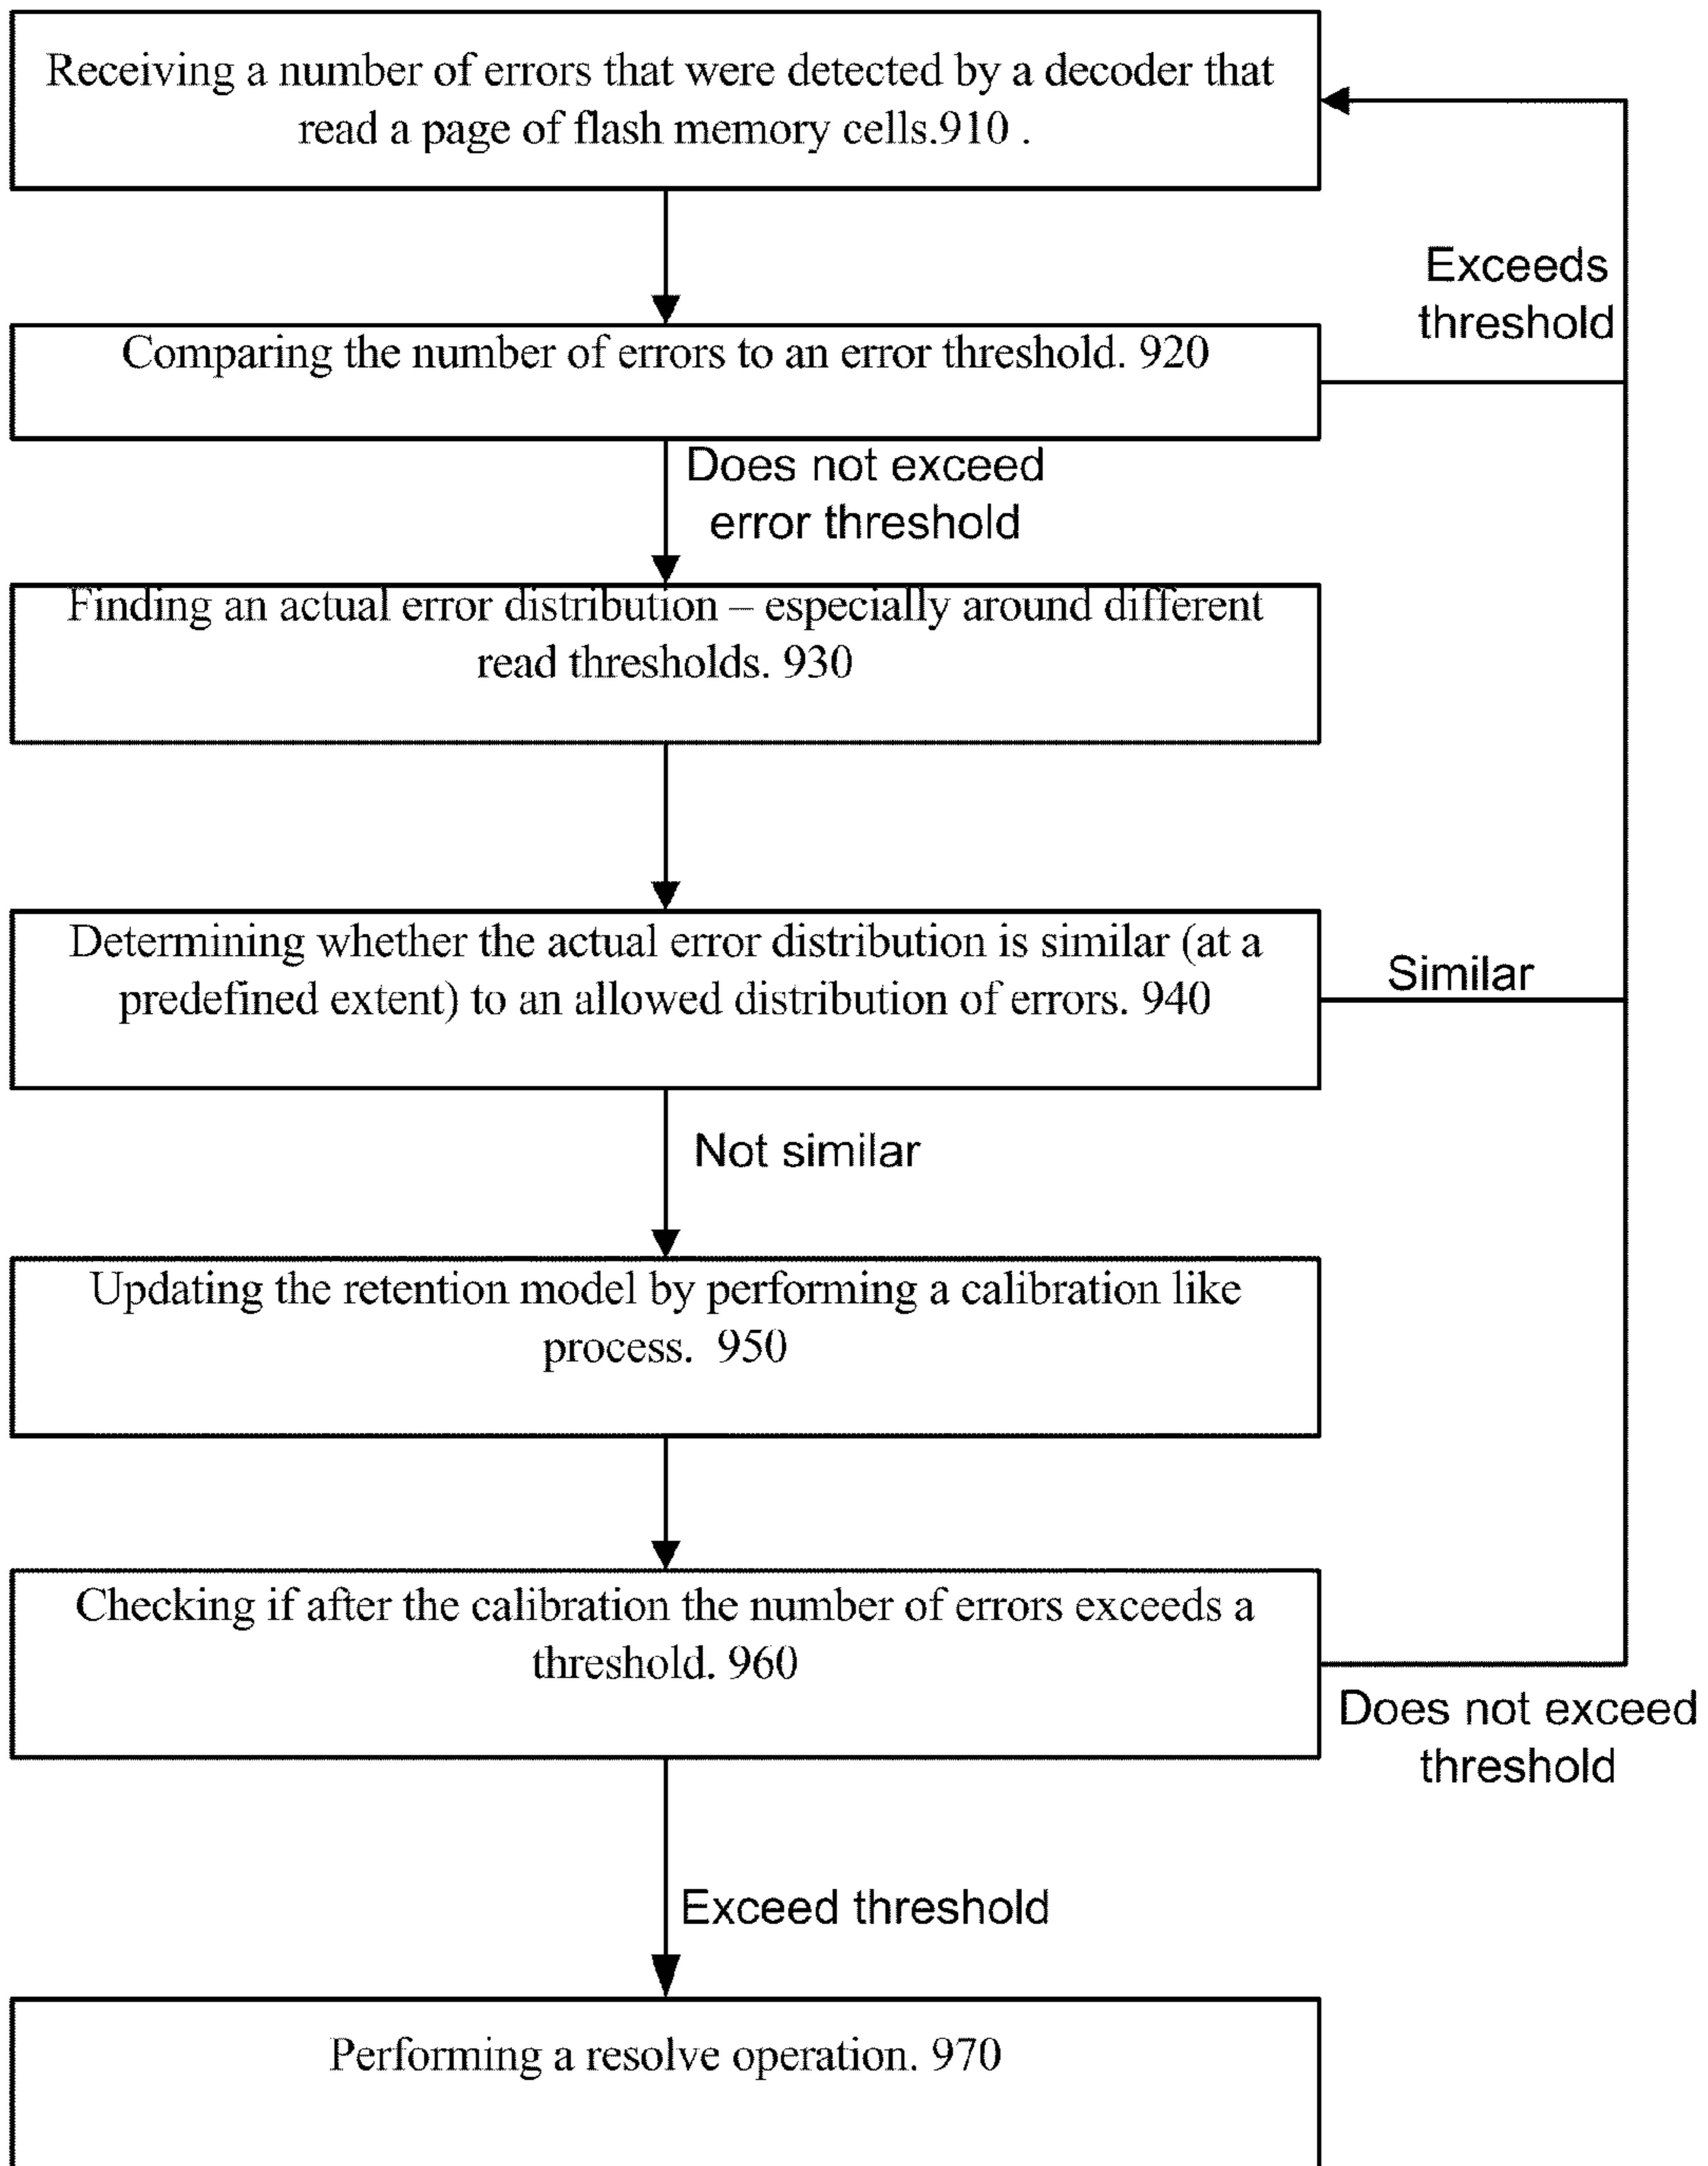 Receiving a number of errors that were detected by a decoder that
read a page of flash memory cells.910 .
Exceeds
threshold
Comparing the number of errors to an error threshold. 920
Does not exceed
error threshold
Finding an actual error distribution – especially around different
read thresholds. 930
Determining whether the actual error distribution is similar (at a
predefined extent) to an allowed distribution of errors. 940
Similar
Not similar
Updating the retention model by performing a calibration like
process. 950
Checking if after the calibration the number of errors exceeds a
threshold. 960
Does not exceed
threshold
Exceed threshold
Performing a resolve operation. 970